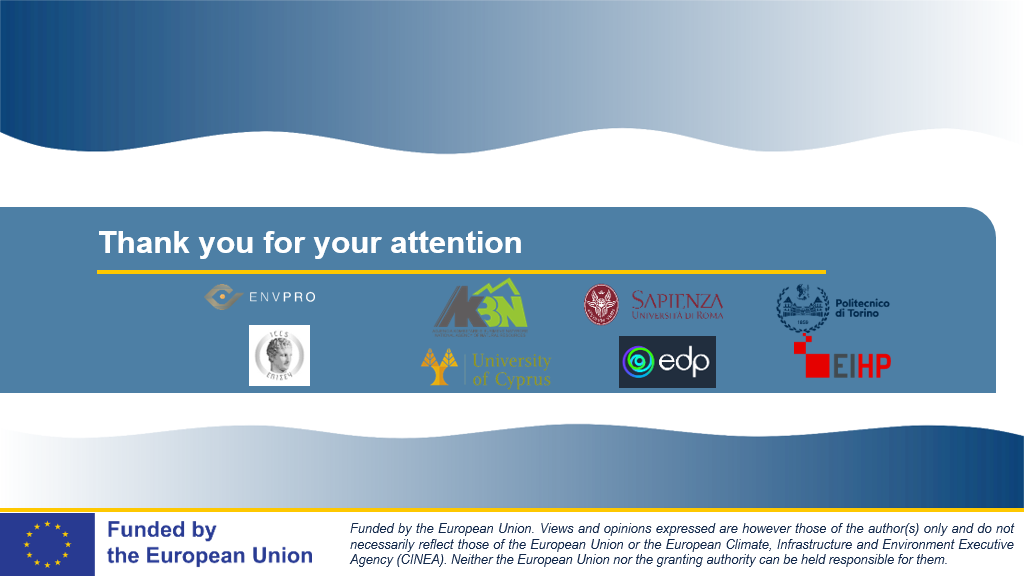 Thank you for your attention
ENVPRO
SAPIENZA
UNIVERSITÀ DI ROMA
Politecnico
di Torino
1859
ICCS
University
of Cyprus
edp
EIHP
Funded by
the European Union
Funded by the European Union. Views and opinions expressed are however those of the author(s) only and do not
necessarily reflect those of the European Union or the European Climate, Infrastructure and Environment Executive
Agency (CINEA). Neither the European Union nor the granting authority can be held responsible for them.